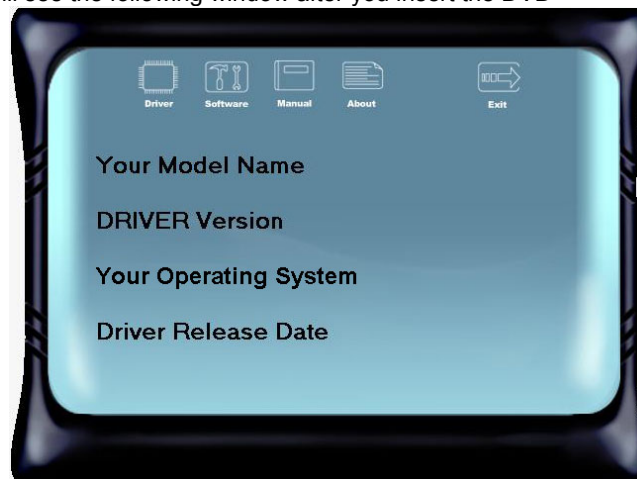 see the following window after you insert the DVD
Driver Software Manual About Exit
Your Model Name
DRIVER Version
Your Operating System
Driver Release Date